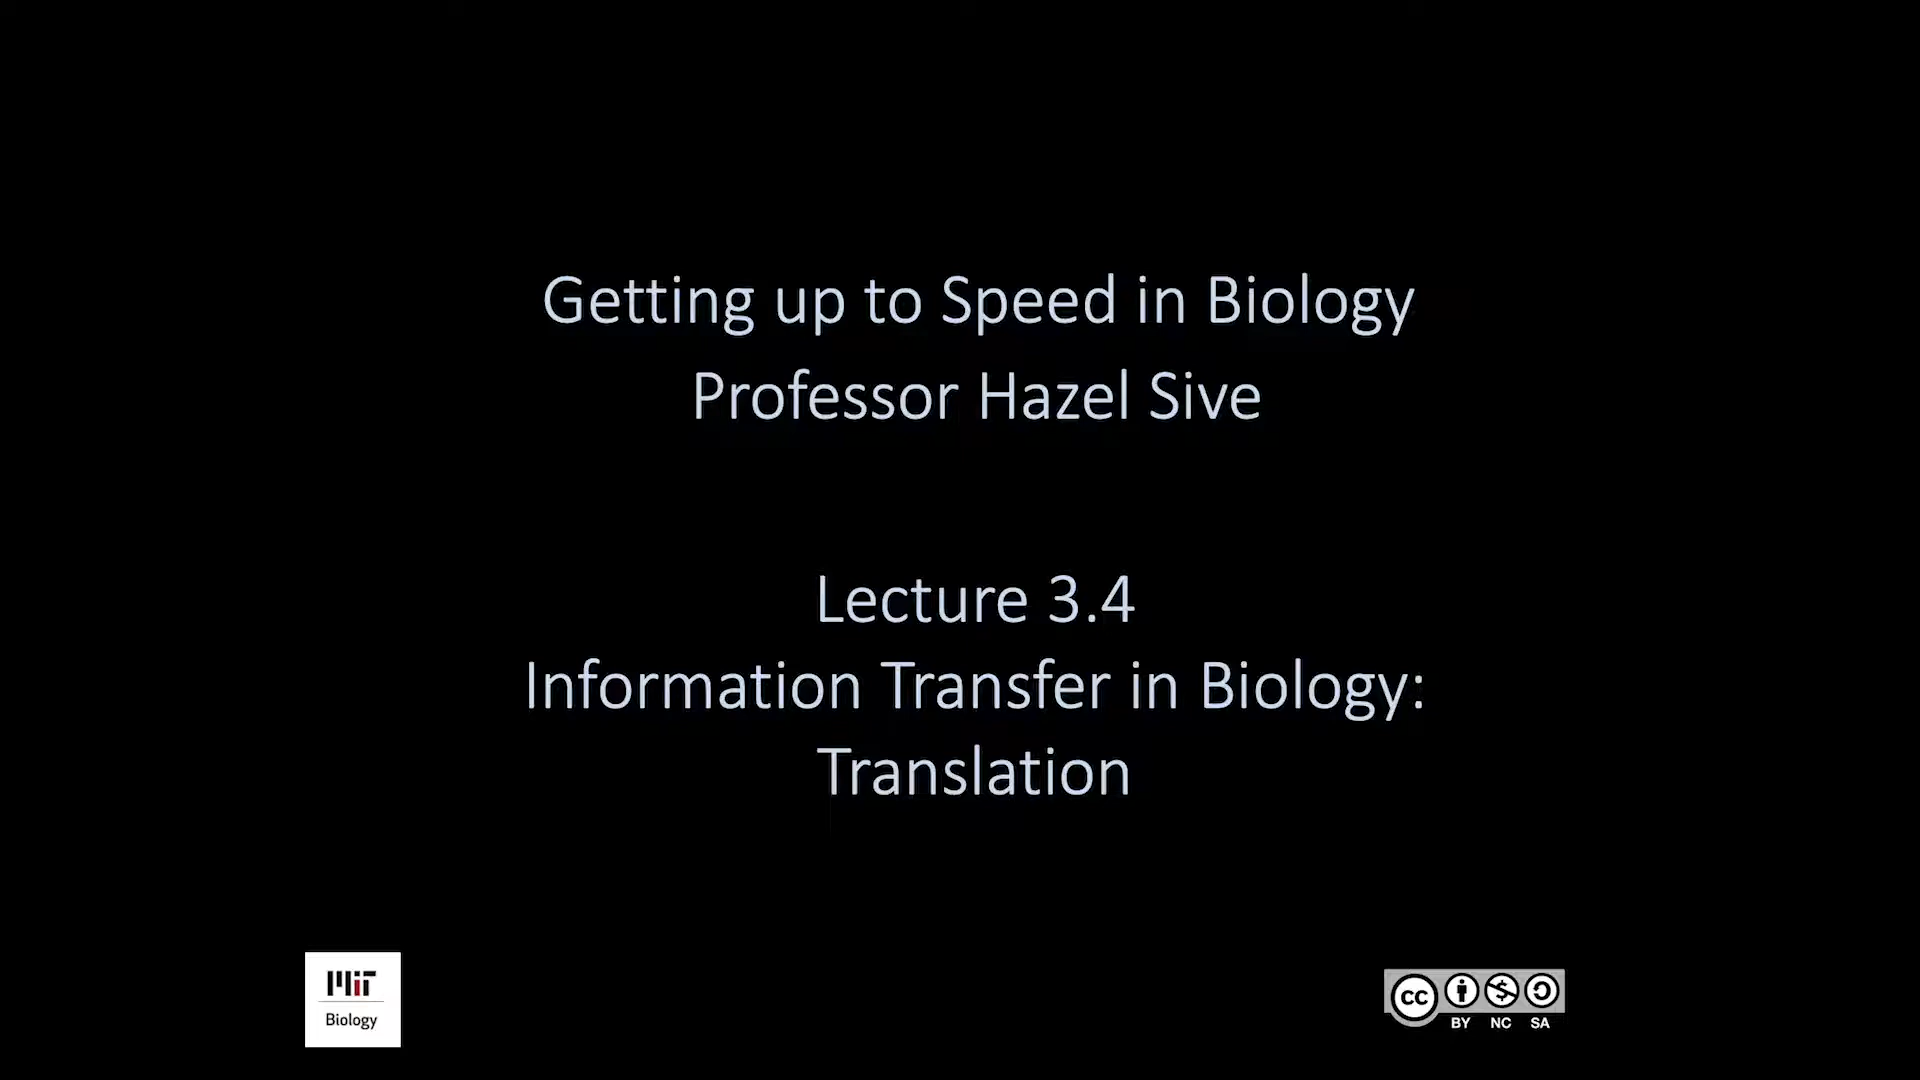 Getting up to Speed in Biology
Professor Hazel Sive
Lecture 3.4
Information Transfer in Biology:
Translation
MIT
Biology
cc
BY NC SA